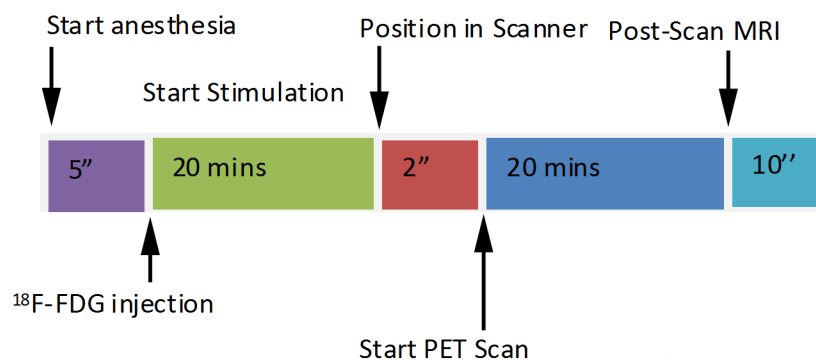 Start anesthesia
Position in Scanner
Post-Scan MRI
Start Stimulation
5”
20 mins
2”
20 mins
10’’
¹⁸F-FDG injection
Start PET Scan